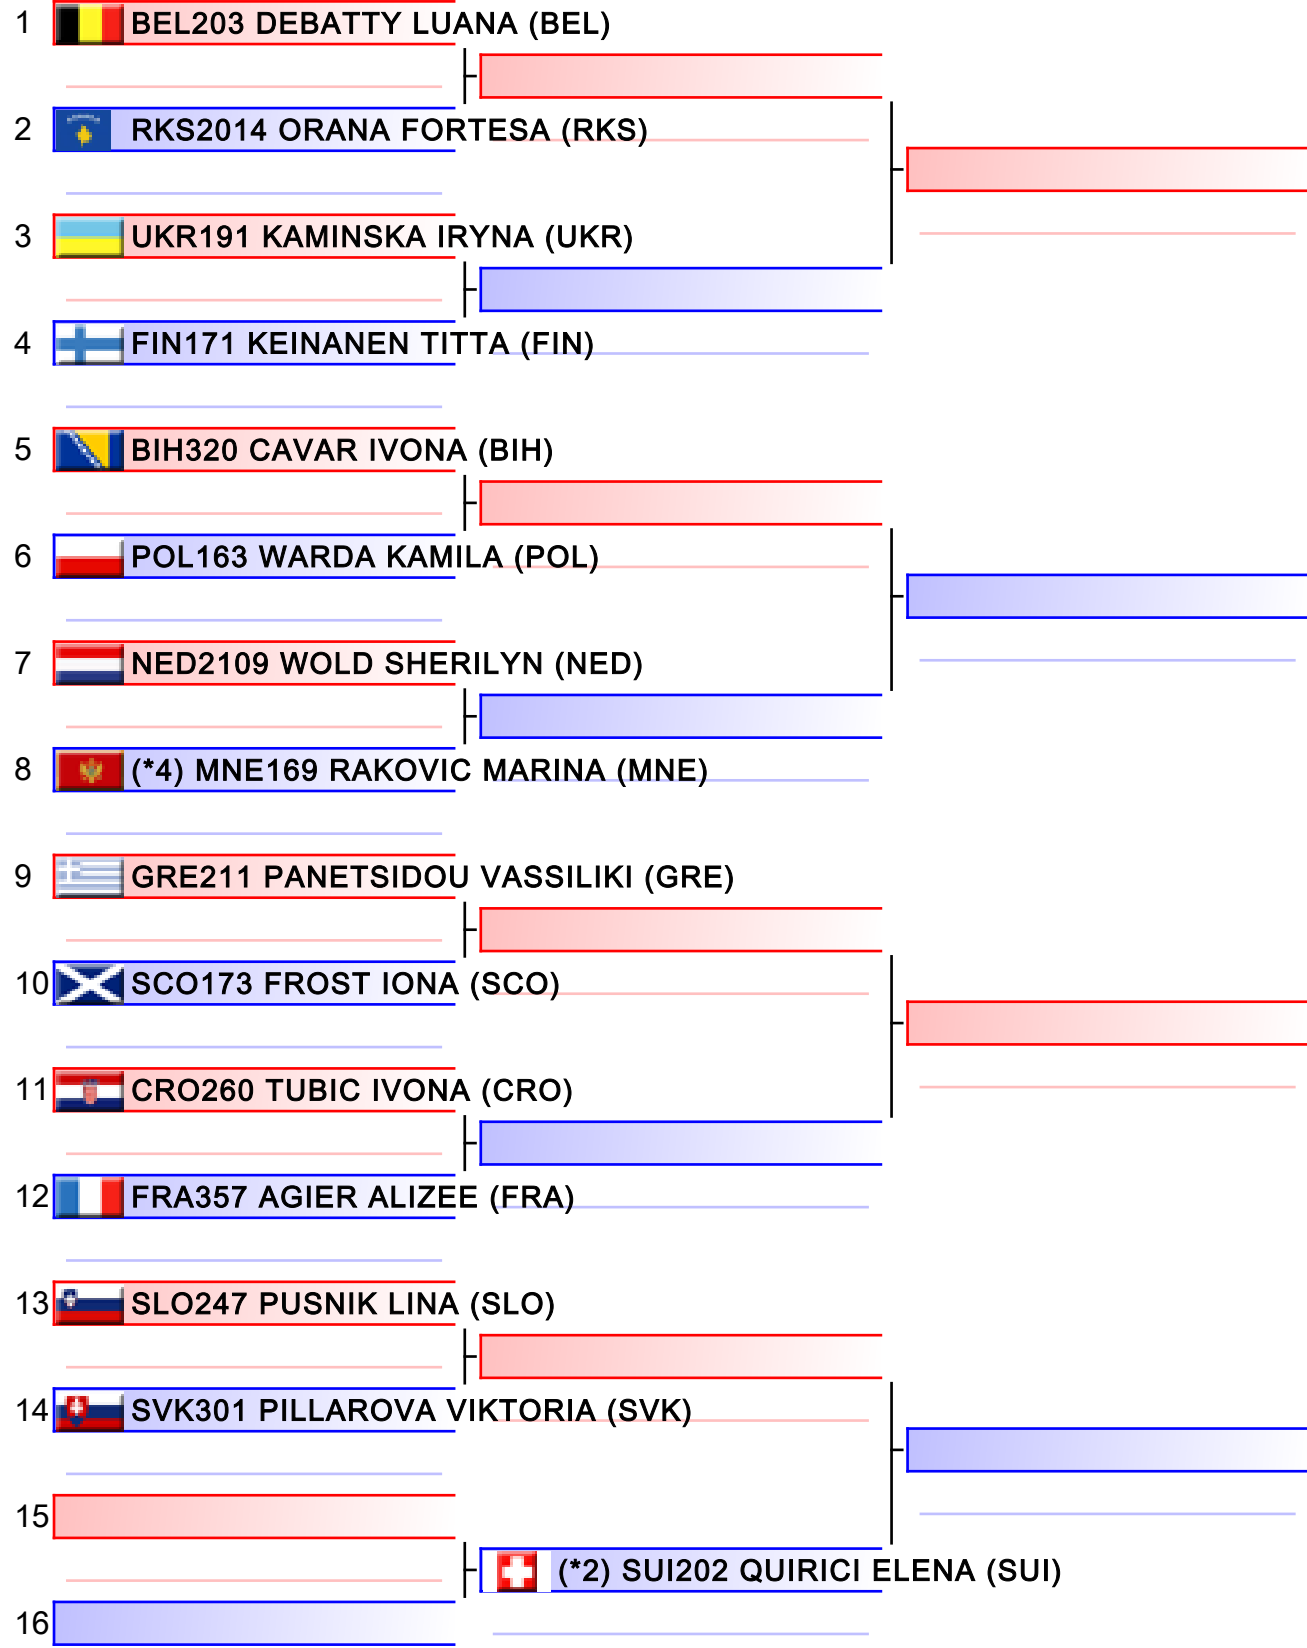 1 BEL203 DEBATTY LUANA (BEL)
2 RKS2014 ORANA FORTESA (RKS)
3 UKR191 KAMINSKA IRYNA (UKR)
4 FIN171 KEINANEN TITTA (FIN)
5 BIH320 CAVAR IVONA (BIH)
6 POL163 WARDA KAMILA (POL)
7 NED2109 WOLD SHERILYN (NED)
8 (*4) MNE169 RAKOVIC MARINA (MNE)
9 GRE211 PANETSIDOU VASSILIKI (GRE)
10 SCO173 FROST IONA (SCO)
11 CRO260 TUBIC IVONA (CRO)
12 FRA357 AGIER ALIZEE (FRA)
13 SLO247 PUSNIK LINA (SLO)
14 SVK301 PILLAROVA VIKTORIA (SVK)
15
(*2) SUI202 QUIRICI ELENA (SUI)
16